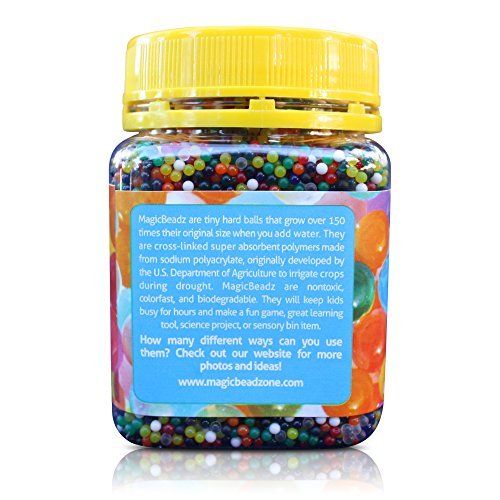 MagicBeadz are tiny hard balls that grow over 150
times their original size when you add water. They
are cross-linked super absorbent polymers made
from sodium polyacrylate, originally developed by
the U.S. Department of Agriculture to irrigate crops
during drought. MagicBeadz are nontoxic,
colorfast, and biodegradable. They will keep kids
busy for hours and make a fun game, great learning
tool, science project, or sensory bin item.
How many different ways can you use
them? Check out our website for more
photos and ideas!
www.magicbeadzone.com